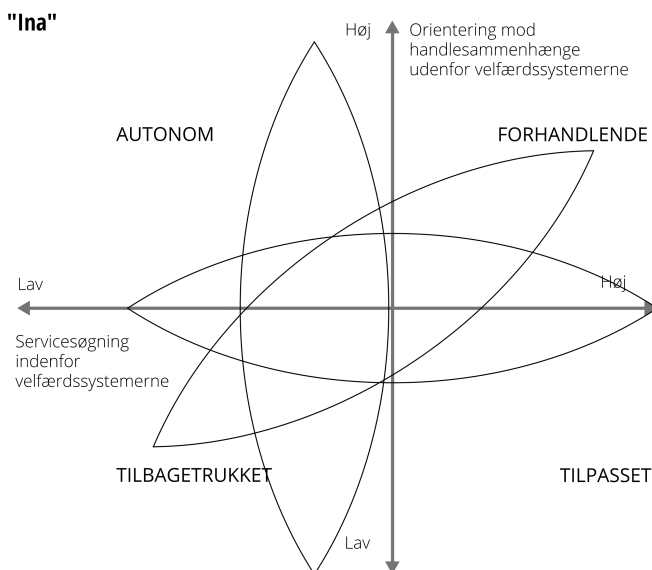 "Ina"
Høj
Orientering mod
handlesammenhænge
udenfor velfærdssystemerne
AUTONOM
FORHANDLENDE
Lav
Høj
Servicesøgning
indenfor
velfærdssystemerne
TILBAGETRUKKET
TILPASSET
Lav